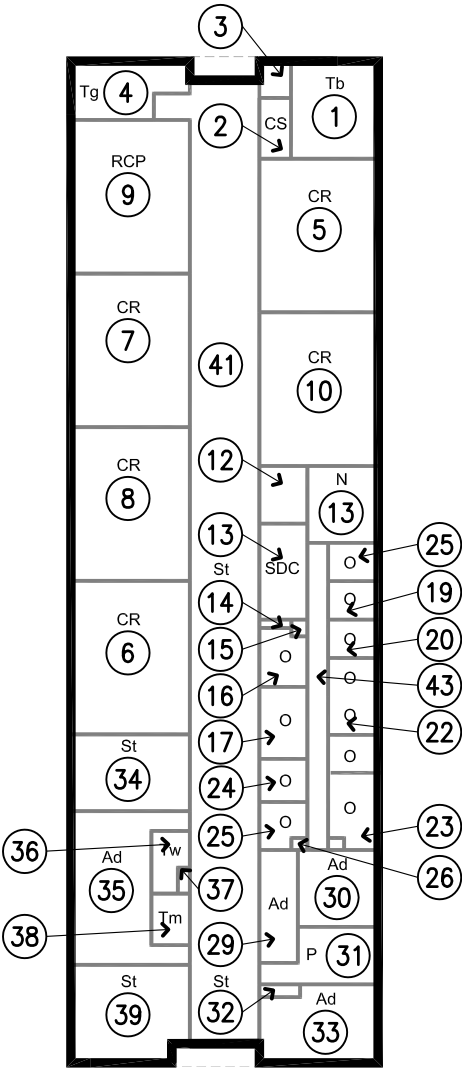 3
Tg 4
Tb
1
2
CS
RCP
9
CR
5
CR
7
41
CR
10
12
CR
8
N
13
13
SDC
25
O
St
14
O
19
15
O
20
CR
6
O
16
O
43
O
22
17
O
St
34
O
24
O
O
25
O
23
36
Tw
26
Ad
35
37
Ad
30
Tm
38
Ad
29
P 31
St
39
St
32
Ad
33